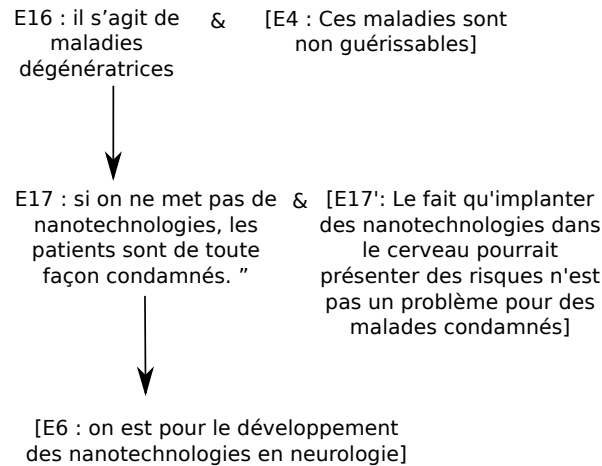 E16 : il s’agit de & [E4 : Ces maladies sont
maladies non guérissables]
dégénératrices
E17 : si on ne met pas de & [E17': Le fait qu'implanter
nanotechnologies, les des nanotechnologies dans
patients sont de toute le cerveau pourrait
façon condamnés. ” présenter des risques n'est
pas un problème pour des
malades condamnés]
[E6 : on est pour le développement
des nanotechnologies en neurologie]